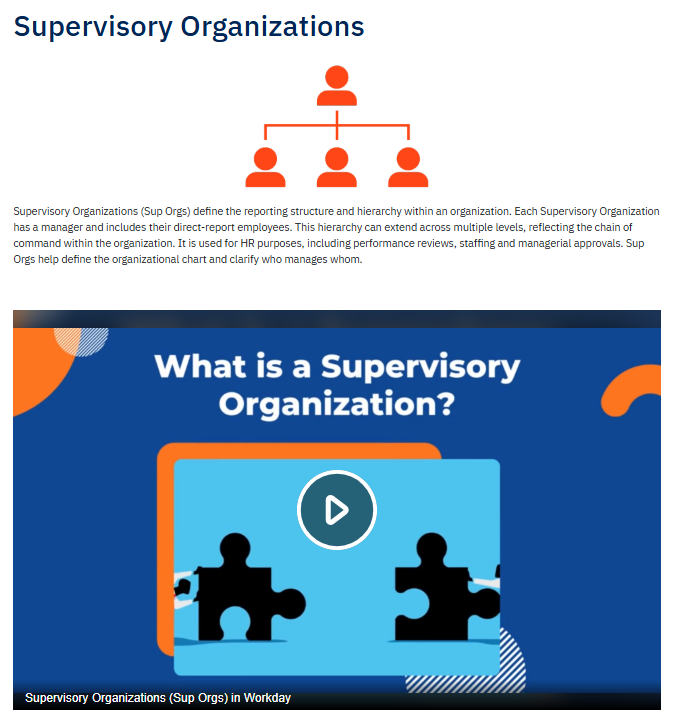 Supervisory Organizations
Supervisory Organizations (Sup Orgs) define the reporting structure and hierarchy within an organization. Each Supervisory Organization
has a manager and includes their direct-report employees. This hierarchy can extend across multiple levels, reflecting the chain of
command within the organization. It is used for HR purposes, including performance reviews, staffing and managerial approvals. Sup
Orgs help define the organizational chart and clarify who manages whom.
What is a Supervisory
Organization?
Supervisory Organizations (Sup Orgs) in Workday